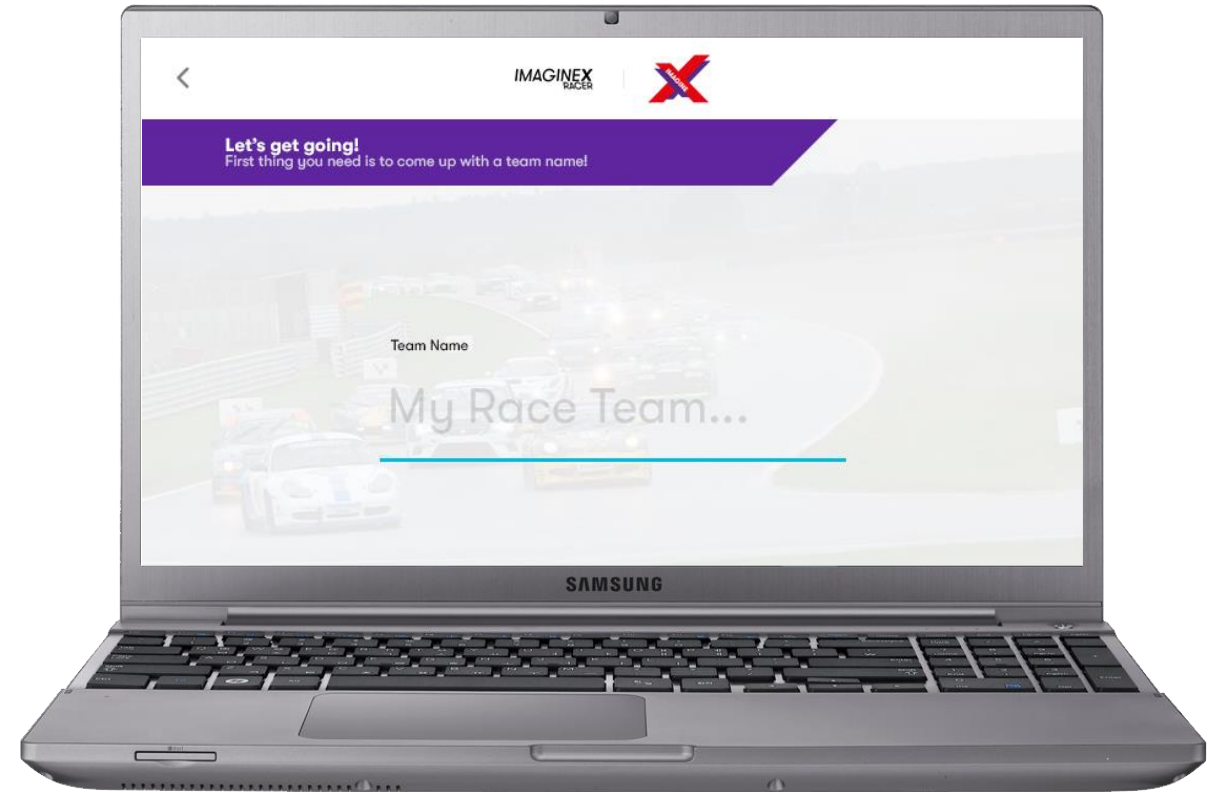 IMAGINEX
RACER
IMAGINE
Let's get going!
First thing you need is to come up with a team name!
Team Name
My Race Team...
SAMSUNG